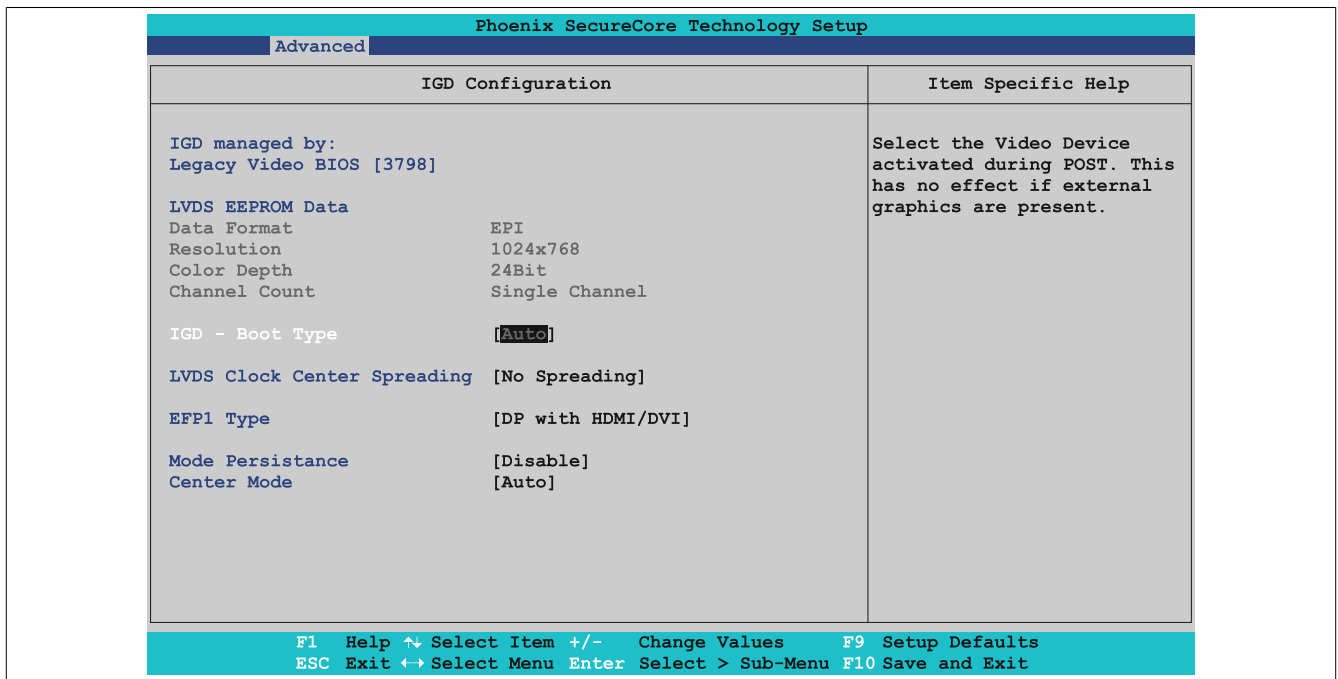 Phoenix SecureCore Technology Setup
Advanced
IGD Configuration
Item Specific Help
IGD managed by:
Legacy Video BIOS [3798]
LVDS EEPROM Data
Data Format EPI
Resolution 1024x768
Color Depth 24Bit
Channel Count Single Channel
IGD - Boot Type [Auto]
LVDS Clock Center Spreading [No Spreading]
EFP1 Type [DP with HDMI/DVI]
Mode Persistance [Disable]
Center Mode [Auto]
Select the Video Device
activated during POST. This
has no effect if external
graphics are present.
F1 Help ↑↓ Select Item +/- Change Values F9 Setup Defaults
ESC Exit ←→ Select Menu Enter Select > Sub-Menu F10 Save and Exit